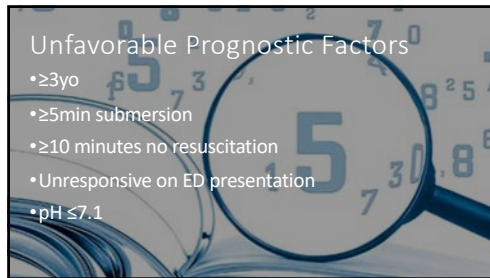 Unfavorable Prognostic Factors
•≥3yo
•≥5min submersion
•≥10 minutes no resuscitation
•Unresponsive on ED presentation
•pH ≤7.1